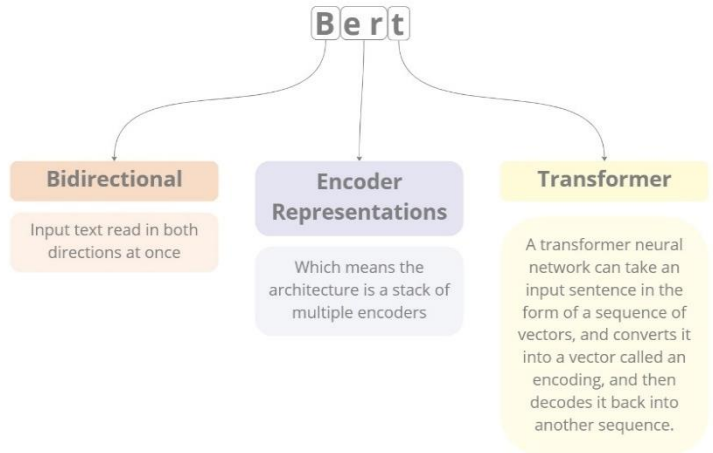 Bert
Bidirectional
Input text read in both
directions at once
Encoder
Representations
Which means the
architecture is a stack of
multiple encoders
Transformer
A transformer neural
network can take an
input sentence in the
form of a sequence of
vectors, and converts it
into a vector called an
encoding, and then
decodes it back into
another sequence.